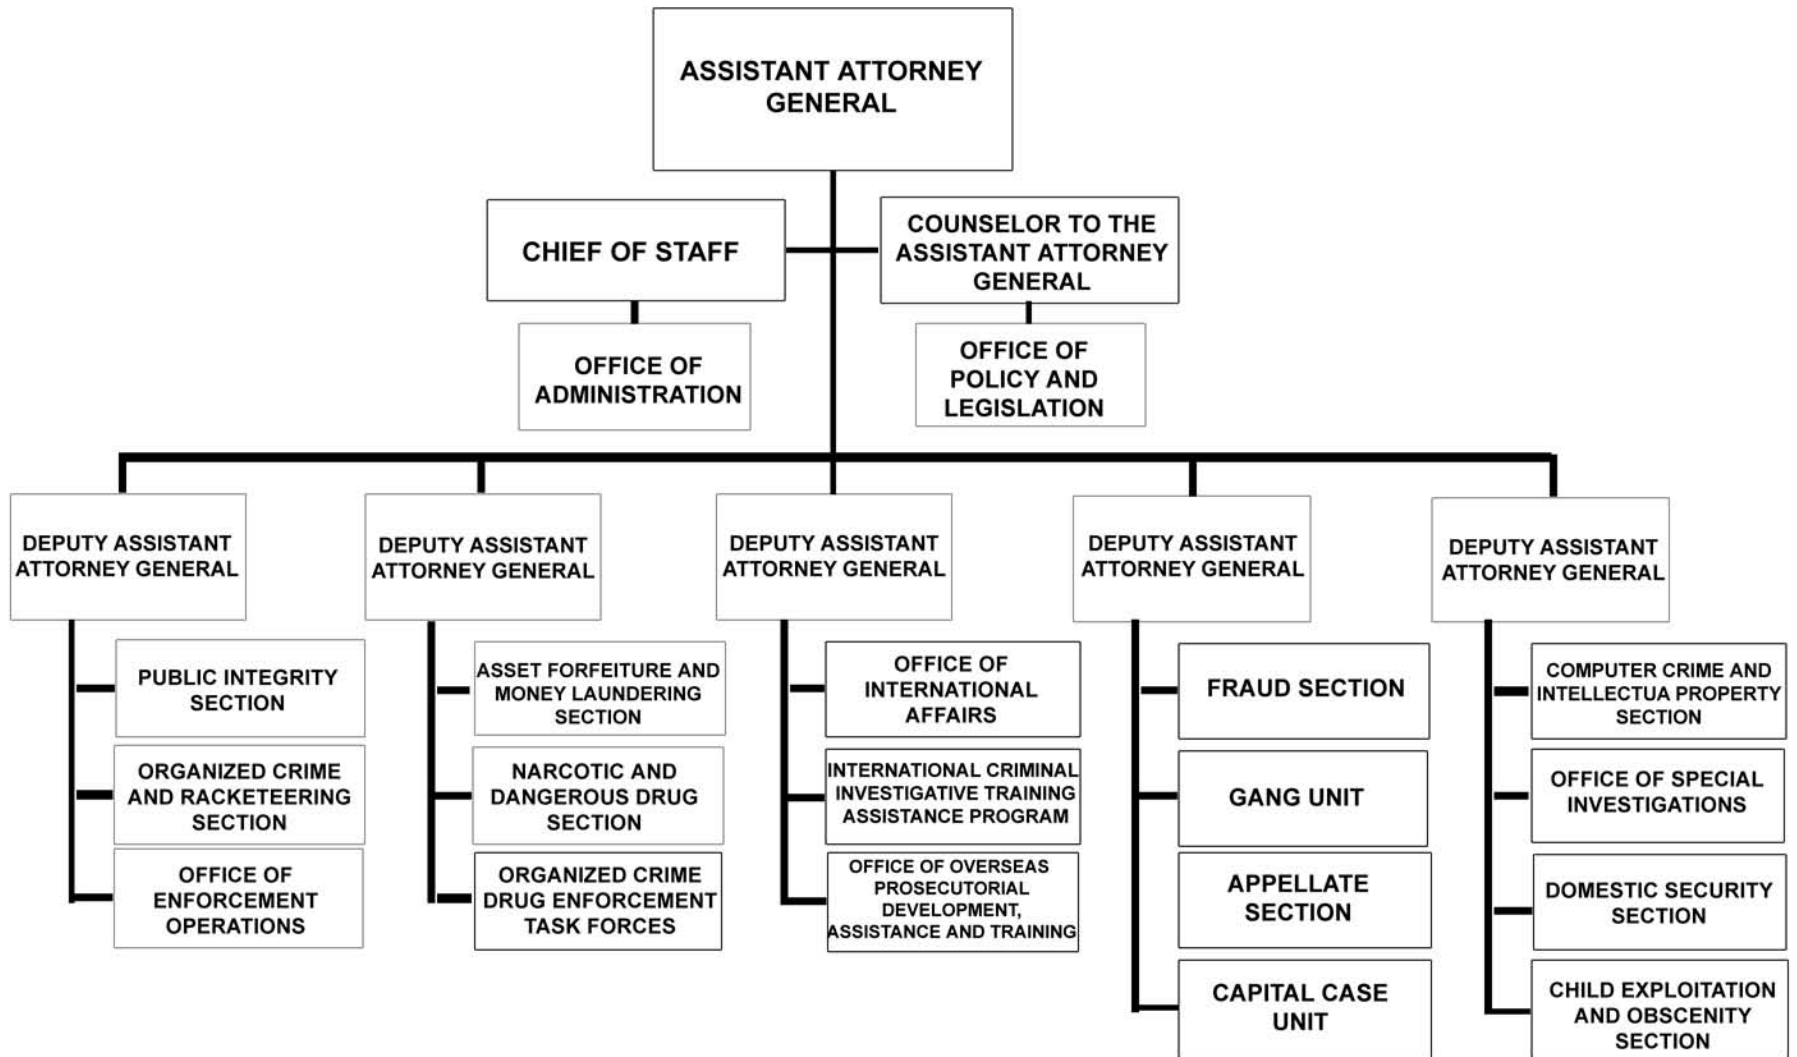 ASSISTANT ATTORNEY
GENERAL
CHIEF OF STAFF
COUNSELOR TO THE
ASSISTANT ATTORNEY
GENERAL
OFFICE OF
ADMINISTRATION
OFFICE OF
POLICY AND
LEGISLATION
DEPUTY ASSISTANT
ATTORNEY GENERAL
PUBLIC INTEGRITY
SECTION
ORGANIZED CRIME
AND RACKETEERING
SECTION
OFFICE OF
ENFORCEMENT
OPERATIONS
DEPUTY ASSISTANT
ATTORNEY GENERAL
ASSET FORFEITURE AND
MONEY LAUNDERING
SECTION
NARCOTIC AND
DANGEROUS DRUG
SECTION
ORGANIZED CRIME
DRUG ENFORCEMENT
TASK FORCES
DEPUTY ASSISTANT
ATTORNEY GENERAL
OFFICE OF
INTERNATIONAL
AFFAIRS
INTERNATIONAL CRIMINAL
INVESTIGATIVE TRAINING
ASSISTANCE PROGRAM
OFFICE OF OVERSEAS
PROSECUTORIAL
DEVELOPMENT,
ASSISTANCE AND TRAINING
DEPUTY ASSISTANT
ATTORNEY GENERAL
FRAUD SECTION
GANG UNIT
APPELLATE
SECTION
CAPITAL CASE
UNIT
DEPUTY ASSISTANT
ATTORNEY GENERAL
COMPUTER CRIME AND
INTELLECTUA PROPERTY
SECTION
OFFICE OF SPECIAL
INVESTIGATIONS
DOMESTIC SECURITY
SECTION
CHILD EXPLOITATION
AND OBSCENITY
SECTION